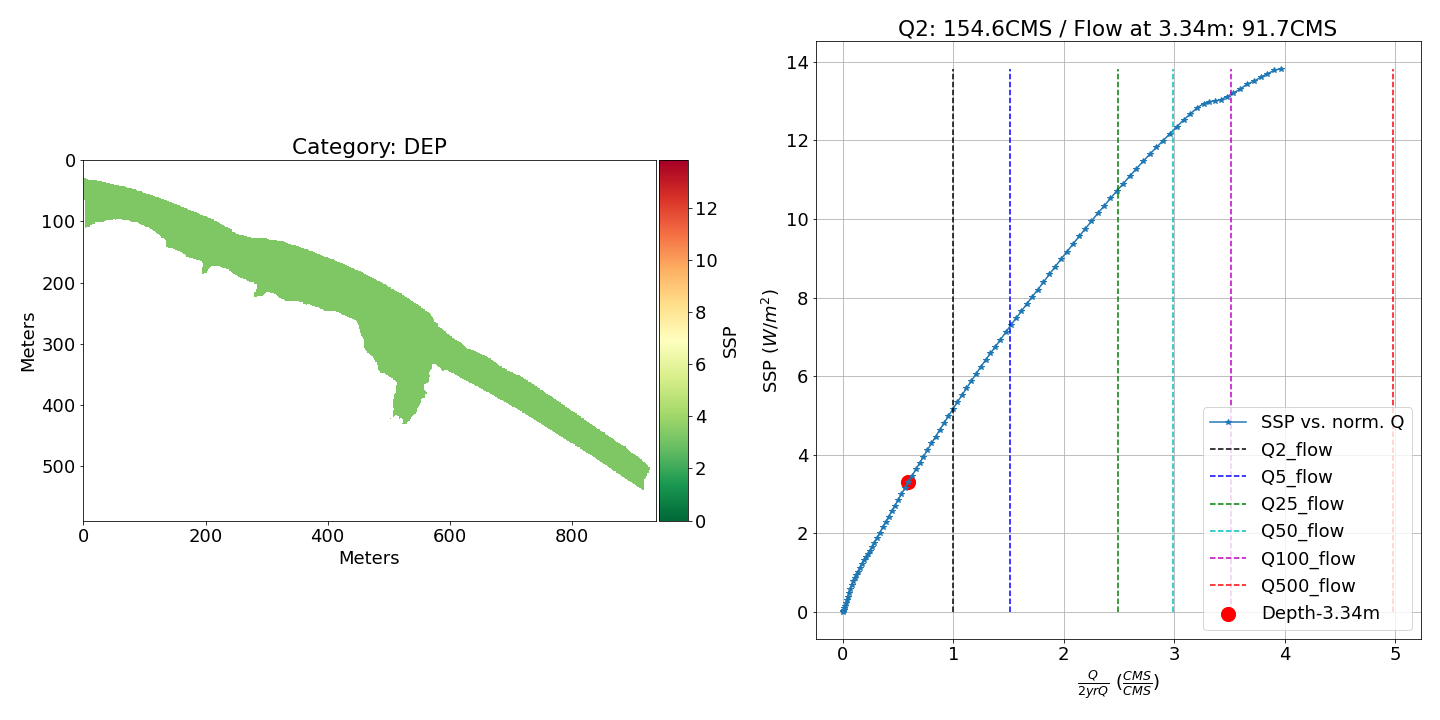 Category: DEP
0
100
200
300
400
500
Meters
0
200
400
600
800
Meters
12
10
8
6
4
2
0
SSP
Q2: 154.6CMS / Flow at 3.34m: 91.7CMS
14
12
10
8
6
4
2
0
SSP (W/m²)
0
1
2
3
4
5
Q/2yrQ (CMS/CMS)
SSP vs. norm. Q
Q2_flow
Q5_flow
Q25_flow
Q50_flow
Q100_flow
Q500_flow
Depth-3.34m